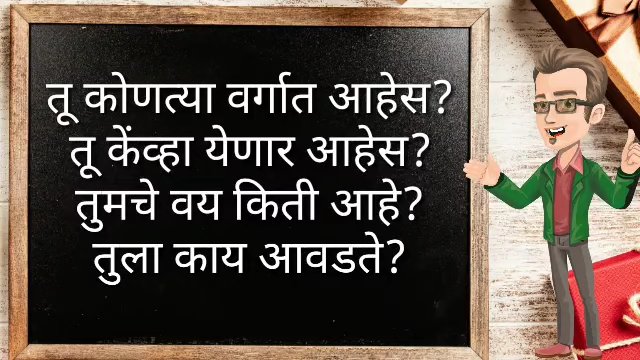 तू कोणत्या वर्गात आहेस?
तू केंव्हा येणार आहेस?
तुमचे वय किती आहे?
तुला काय आवडते?